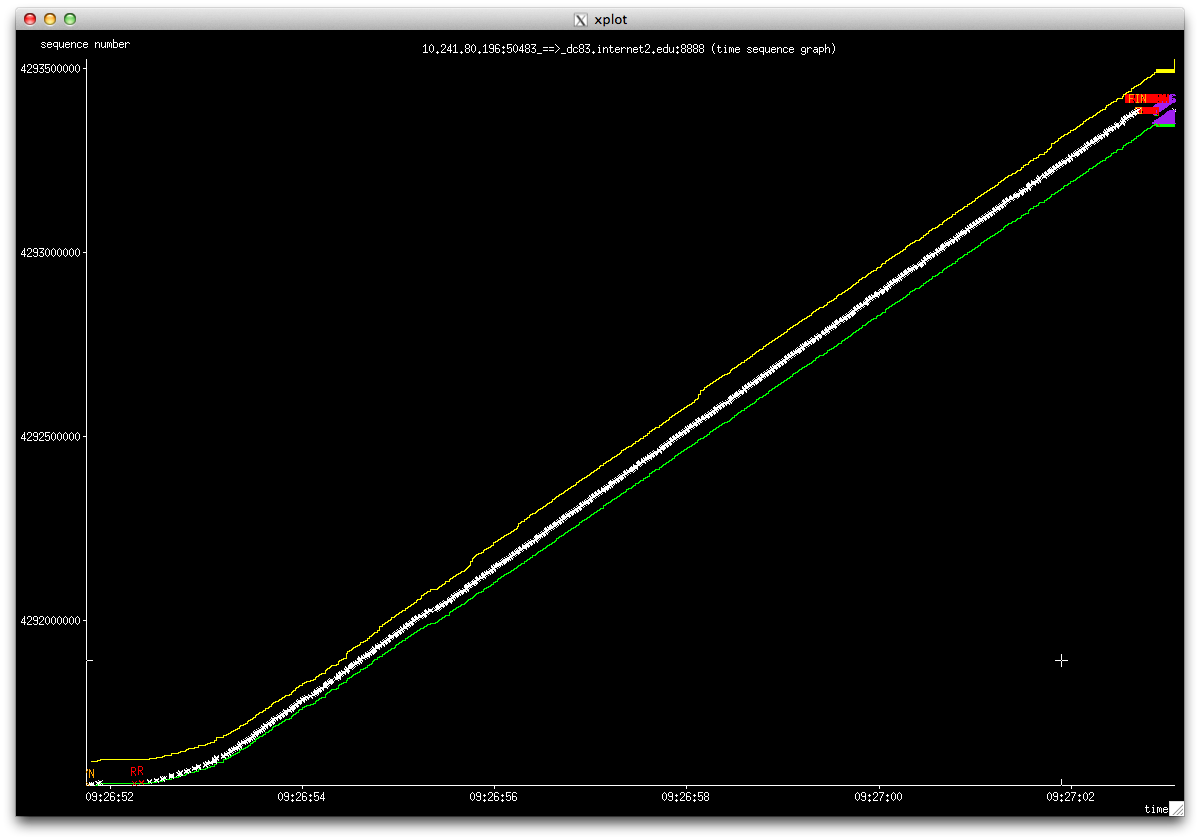 xplot
sequence number
10.241.80.196:50483_==>_dc83.internet2.edu:8888 (time sequence graph)
4293500000
FIN
4293000000
4292500000
4292000000
N
RR
09:26:52 09:26:54 09:26:56 09:26:58 09:27:00 09:27:02
time